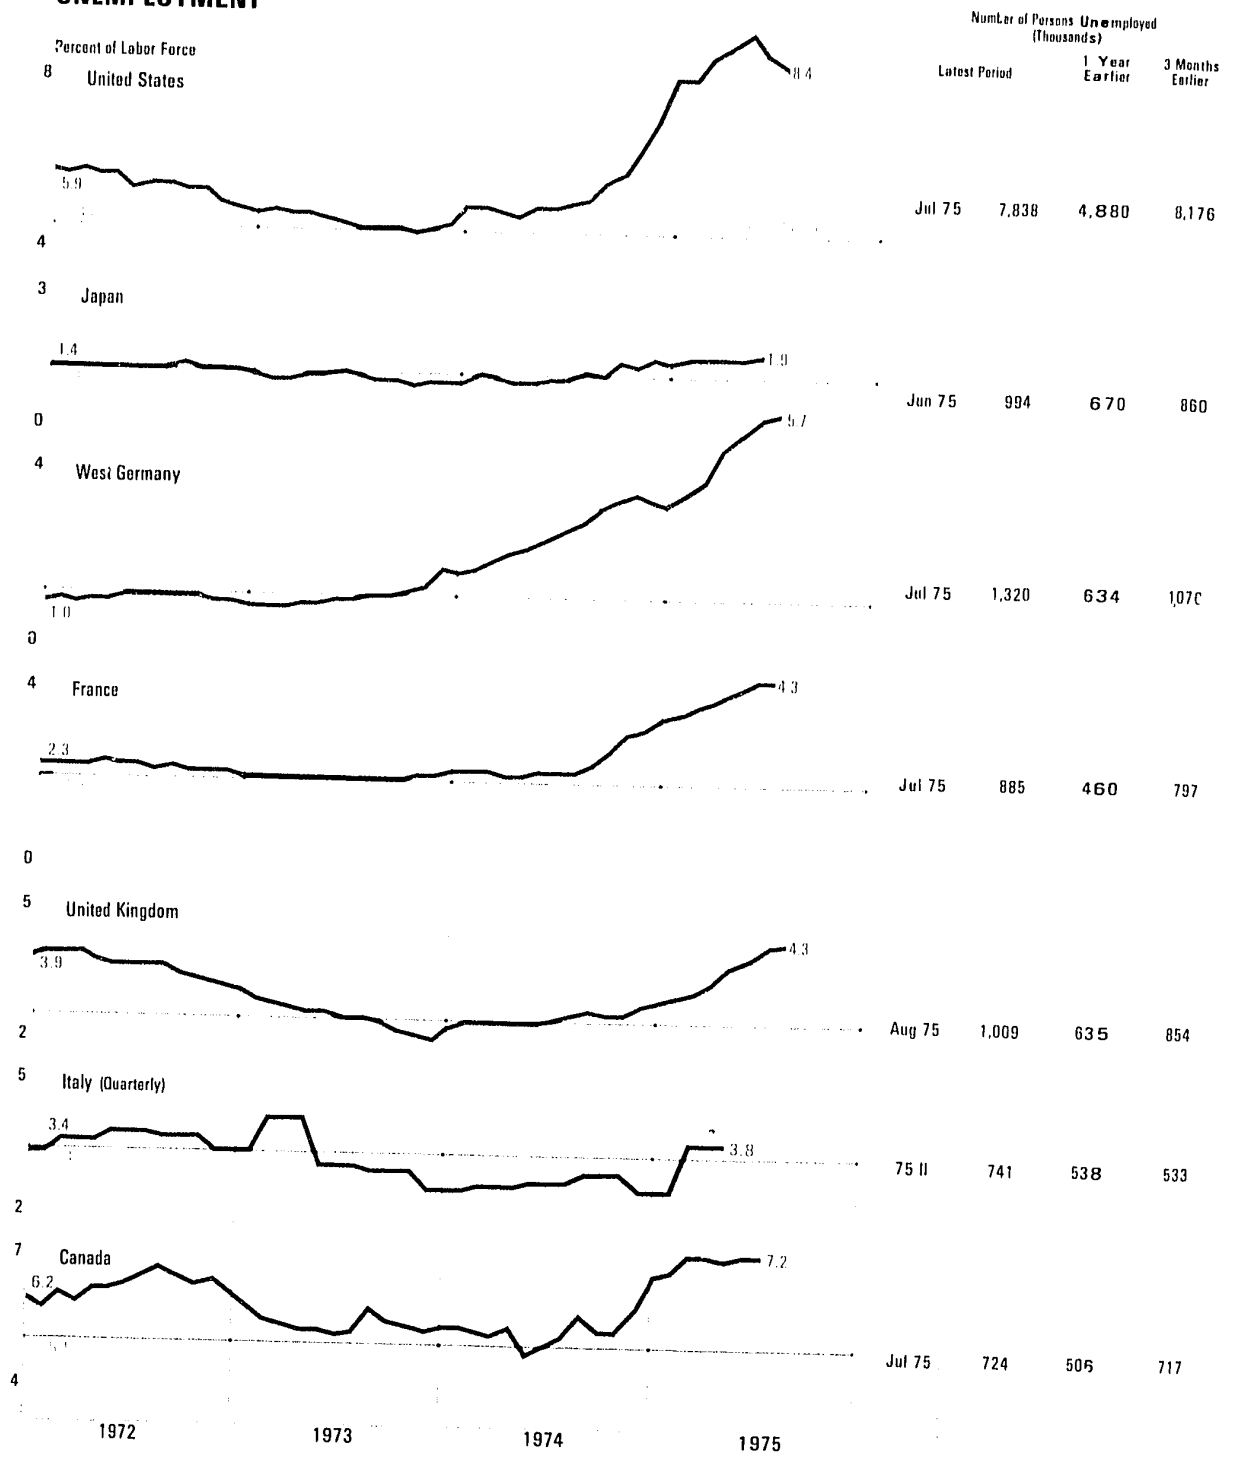 UNEMPLOYMENT
Percent of Labor Force
Number of Persons Unemployed
(Thousands)
Latest Period
1 Year
Earlier
3 Months
Earlier
8
United States
8.4
5.9
Jul 75 7,838 4,880 8,176
4
3
Japan
1.4
1.9
Jun 75 994 670 860
0
5.7
4
West Germany
1.0
Jul 75 1,320 634 1,070
0
4
France
4.3
2.3
Jul 75 885 460 797
0
5
United Kingdom
4.3
3.9
Aug 75 1,009 635 854
2
5
Italy (Quarterly)
3.4
3.8
75 II 741 538 533
2
7
Canada
7.2
6.2
Jul 75 724 506 717
4
1972 1973 1974 1975